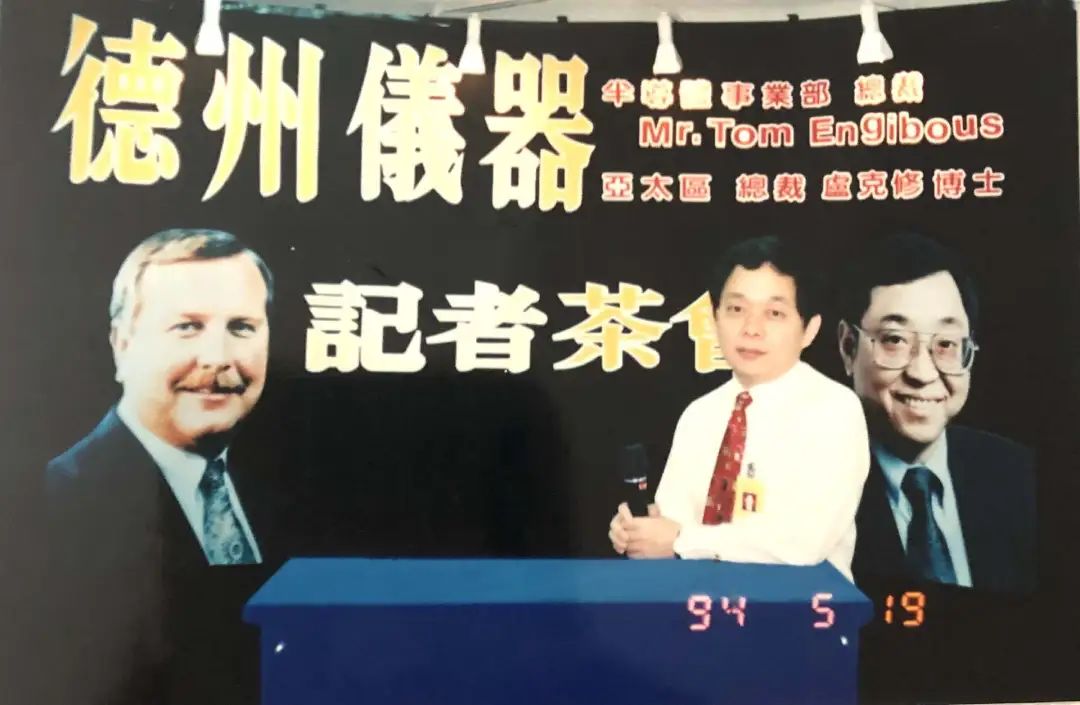 德州儀器
半導體事業部 總裁
Mr. Tom Engibous
亞太區 總裁 盧克修博士
記者茶會
94 5 19